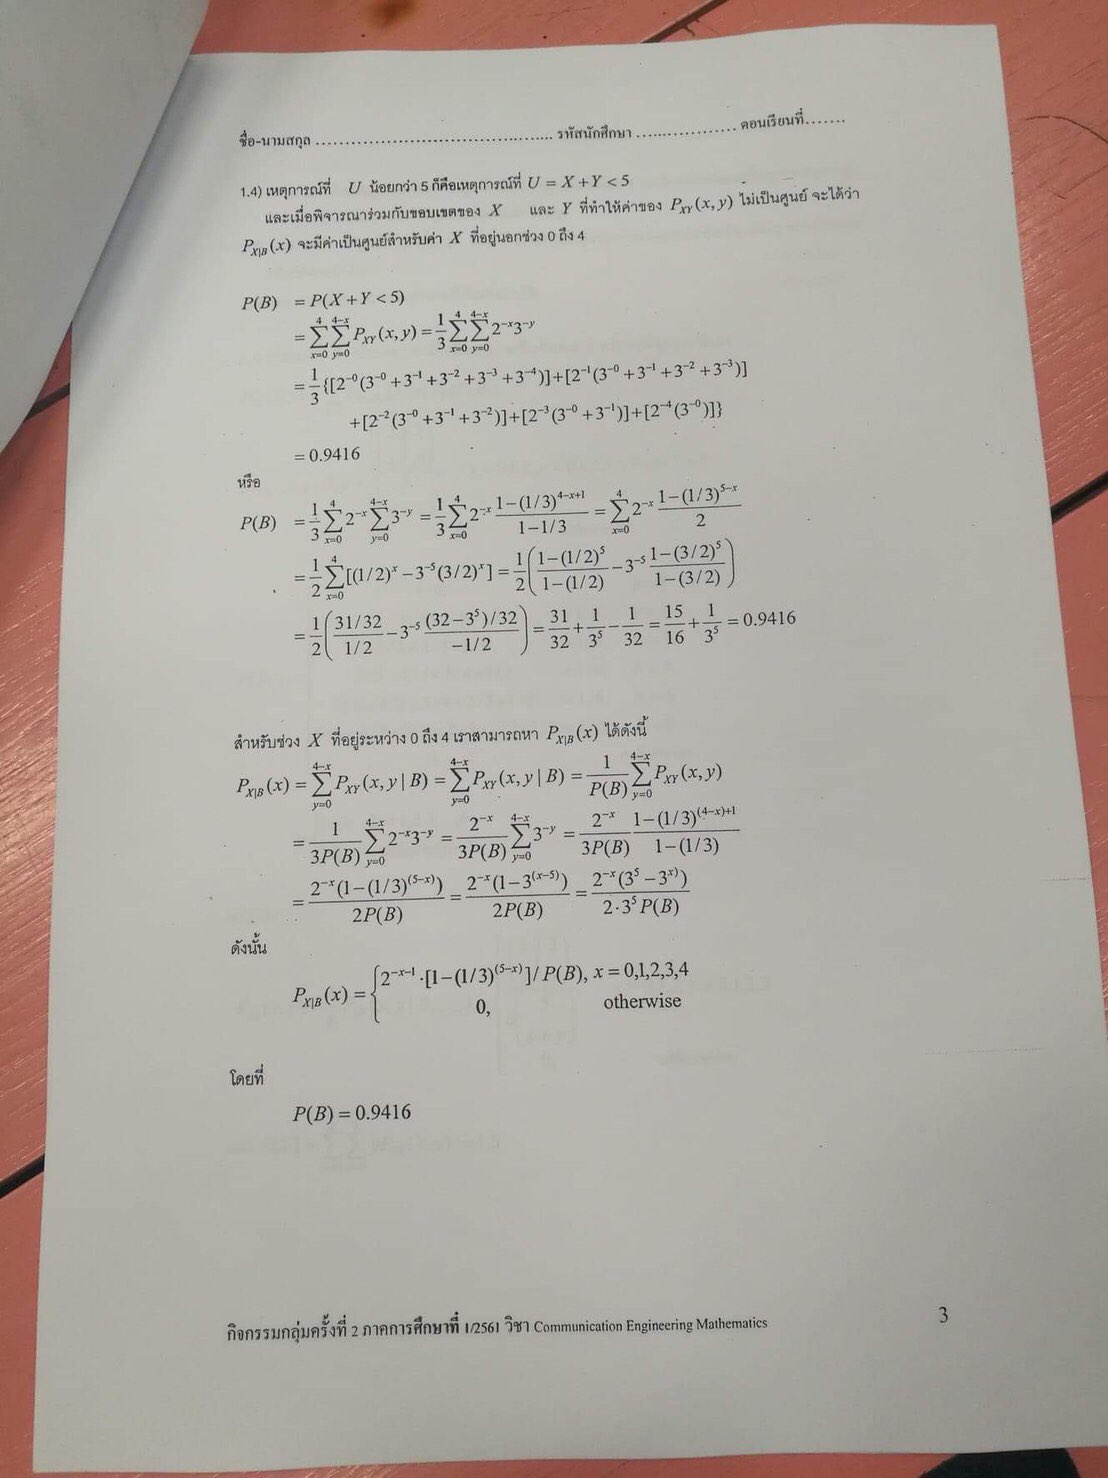 ชื่อ-นามสกุล ............................................ รหัสนักศึกษา .................... ตอนเรียนที่.......
1.4) เหตุการณ์ที่ U น้อยกว่า 5 ก็คือเหตุการณ์ที่ U = X + Y < 5
และเมื่อพิจารณาร่วมกับขอบเขตของ X และ Y ที่ทำให้ค่าของ P_{XY}(x, y) ไม่เป็นศูนย์ จะได้ว่า
P_{X|B}(x) จะมีค่าเป็นศูนย์สำหรับค่า X ที่อยู่นอกช่วง 0 ถึง 4
P(B) = P(X + Y < 5)
= \sum_{x=0}^{4} \sum_{y=0}^{4-x} P_{XY}(x, y) = \frac{1}{3} \sum_{x=0}^{4} \sum_{y=0}^{4-x} 2^{-x} 3^{-y}
= \frac{1}{3} {[2^{-0}(3^{-0} + 3^{-1} + 3^{-2} + 3^{-3} + 3^{-4})] + [2^{-1}(3^{-0} + 3^{-1} + 3^{-2} + 3^{-3})]
+ [2^{-2}(3^{-0} + 3^{-1} + 3^{-2})] + [2^{-3}(3^{-0} + 3^{-1})] + [2^{-4}(3^{-0})]}
= 0.9416
หรือ
P(B) = \frac{1}{3} \sum_{x=0}^{4} 2^{-x} \sum_{y=0}^{4-x} 3^{-y} = \frac{1}{3} \sum_{x=0}^{4} 2^{-x} \frac{1-(1/3)^{4-x+1}}{1-1/3} = \sum_{x=0}^{4} 2^{-x} \frac{1-(1/3)^{5-x}}{2}
= \frac{1}{2} \sum_{x=0}^{4} [(1/2)^x - 3^{-5}(3/2)^x] = \frac{1}{2} ( \frac{1-(1/2)^5}{1-(1/2)} - 3^{-5} \frac{1-(3/2)^5}{1-(3/2)} )
= \frac{1}{2} ( \frac{31/32}{1/2} - 3^{-5} \frac{(32-3^5)/32}{-1/2} ) = \frac{31}{32} + \frac{1}{3^5} - \frac{1}{32} = \frac{15}{16} + \frac{1}{3^5} = 0.9416
สำหรับช่วง X ที่อยู่ระหว่าง 0 ถึง 4 เราสามารถหา P_{X|B}(x) ได้ดังนี้
P_{X|B}(x) = \sum_{y=0}^{4-x} P_{XY}(x, y | B) = \sum_{y=0}^{4-x} P_{XY}(x, y | B) = \frac{1}{P(B)} \sum_{y=0}^{4-x} P_{XY}(x, y)
= \frac{1}{3P(B)} \sum_{y=0}^{4-x} 2^{-x} 3^{-y} = \frac{2^{-x}}{3P(B)} \sum_{y=0}^{4-x} 3^{-y} = \frac{2^{-x}}{3P(B)} \frac{1-(1/3)^{(4-x)+1}}{1-(1/3)}
= \frac{2^{-x}(1-(1/3)^{(5-x)})}{2P(B)} = \frac{2^{-x}(1-3^{(x-5)})}{2P(B)} = \frac{2^{-x}(3^5-3^{x)})}{2 \cdot 3^5 P(B)}
ดังนั้น
P_{X|B}(x) = { 2^{-x-1} \cdot [1-(1/3)^{(5-x)}] / P(B), x = 0,1,2,3,4
0, otherwise
โดยที่
P(B) = 0.9416
กิจกรรมกลุ่มครั้งที่ 2 ภาคการศึกษาที่ 1/2561 วิชา Communication Engineering Mathematics
3